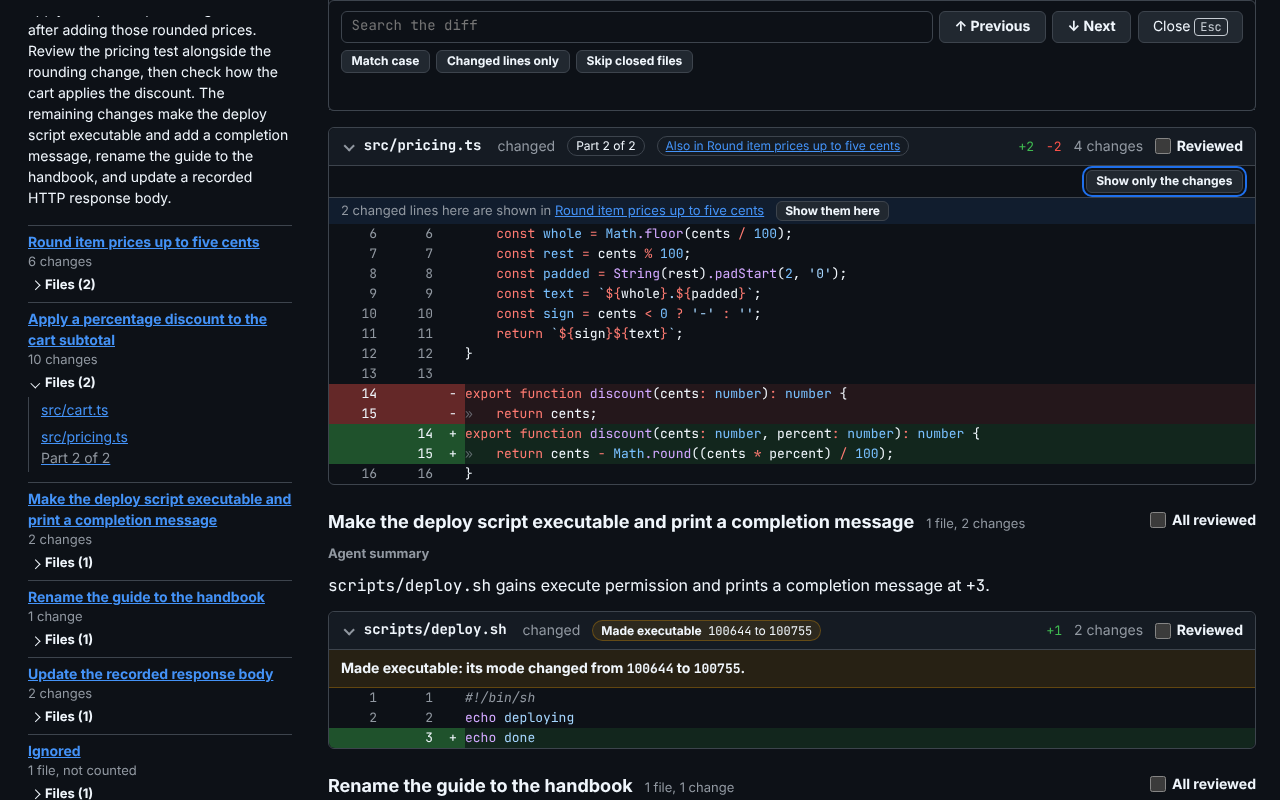 after adding those rounded prices.
Review the pricing test alongside the
rounding change, then check how the
cart applies the discount. The
remaining changes make the deploy
script executable and add a completion
message, rename the guide to the
handbook, and update a recorded
HTTP response body.
Round item prices up to five cents
6 changes
Files (2)
Apply a percentage discount to the
cart subtotal
10 changes
Files (2)
src/cart.ts
src/pricing.ts
Part 2 of 2
Make the deploy script executable and
print a completion message
2 changes
Files (1)
Rename the guide to the handbook
1 change
Files (1)
Update the recorded response body
2 changes
Files (1)
Ignored
1 file, not counted
Files (1)
Search the diff
↑ Previous
↓ Next
Close Esc
Match case
Changed lines only
Skip closed files
src/pricing.ts changed Part 2 of 2 Also in Round item prices up to five cents +2 -2 4 changes Reviewed
Show only the changes
2 changed lines here are shown in Round item prices up to five cents Show them here
6 6 const whole = Math.floor(cents / 100);
7 7 const rest = cents % 100;
8 8 const padded = String(rest).padStart(2, '0');
9 9 const text = `${whole}.${padded}`;
10 10 const sign = cents < 0 ? '-' : '';
11 11 return `${sign}${text}`;
12 12 }
13 13
14 - export function discount(cents: number): number {
15 - » return cents;
14 + export function discount(cents: number, percent: number): number {
15 + » return cents - Math.round((cents * percent) / 100);
16 16 }
Make the deploy script executable and print a completion message 1 file, 2 changes All reviewed
Agent summary
scripts/deploy.sh gains execute permission and prints a completion message at +3.
scripts/deploy.sh changed Made executable 100644 to 100755 +1 2 changes Reviewed
Made executable: its mode changed from 100644 to 100755.
1 1 #!/bin/sh
2 2 echo deploying
3 + echo done
Rename the guide to the handbook 1 file, 1 change All reviewed